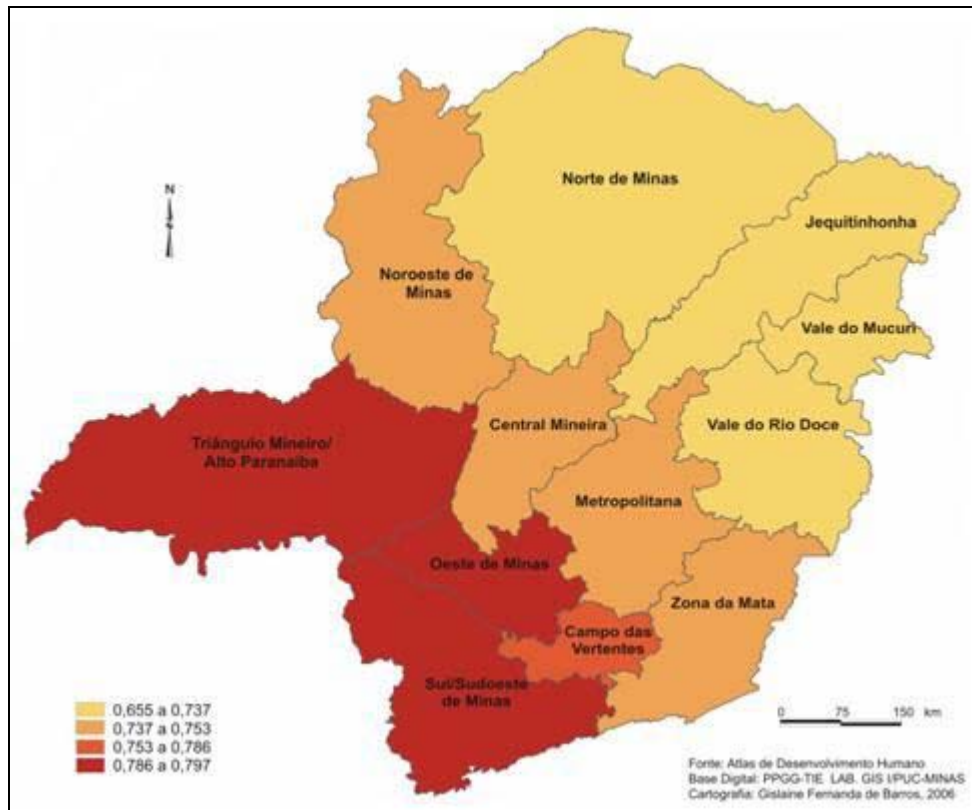 Norte de Minas
Jequitinhonha
N
Noroeste de
Minas
Vale do Mucuri
Central Mineira
Vale do Rio Doce
Triângulo Mineiro/
Alto Paranaíba
Metropolitana
Oeste de Minas
Zona da Mata
Campo das
Vertentes
Sul/Sudoeste
de Minas
0,655 a 0,737
0,737 a 0,753
0,753 a 0,786
0,786 a 0,797
0 75 150 km
Fonte: Atlas de Desenvolvimento Humano
Base Digital: PPGG-TIE LAB. GIS I/PUC-MINAS
Cartografia: Gislaine Fernanda de Barros, 2006